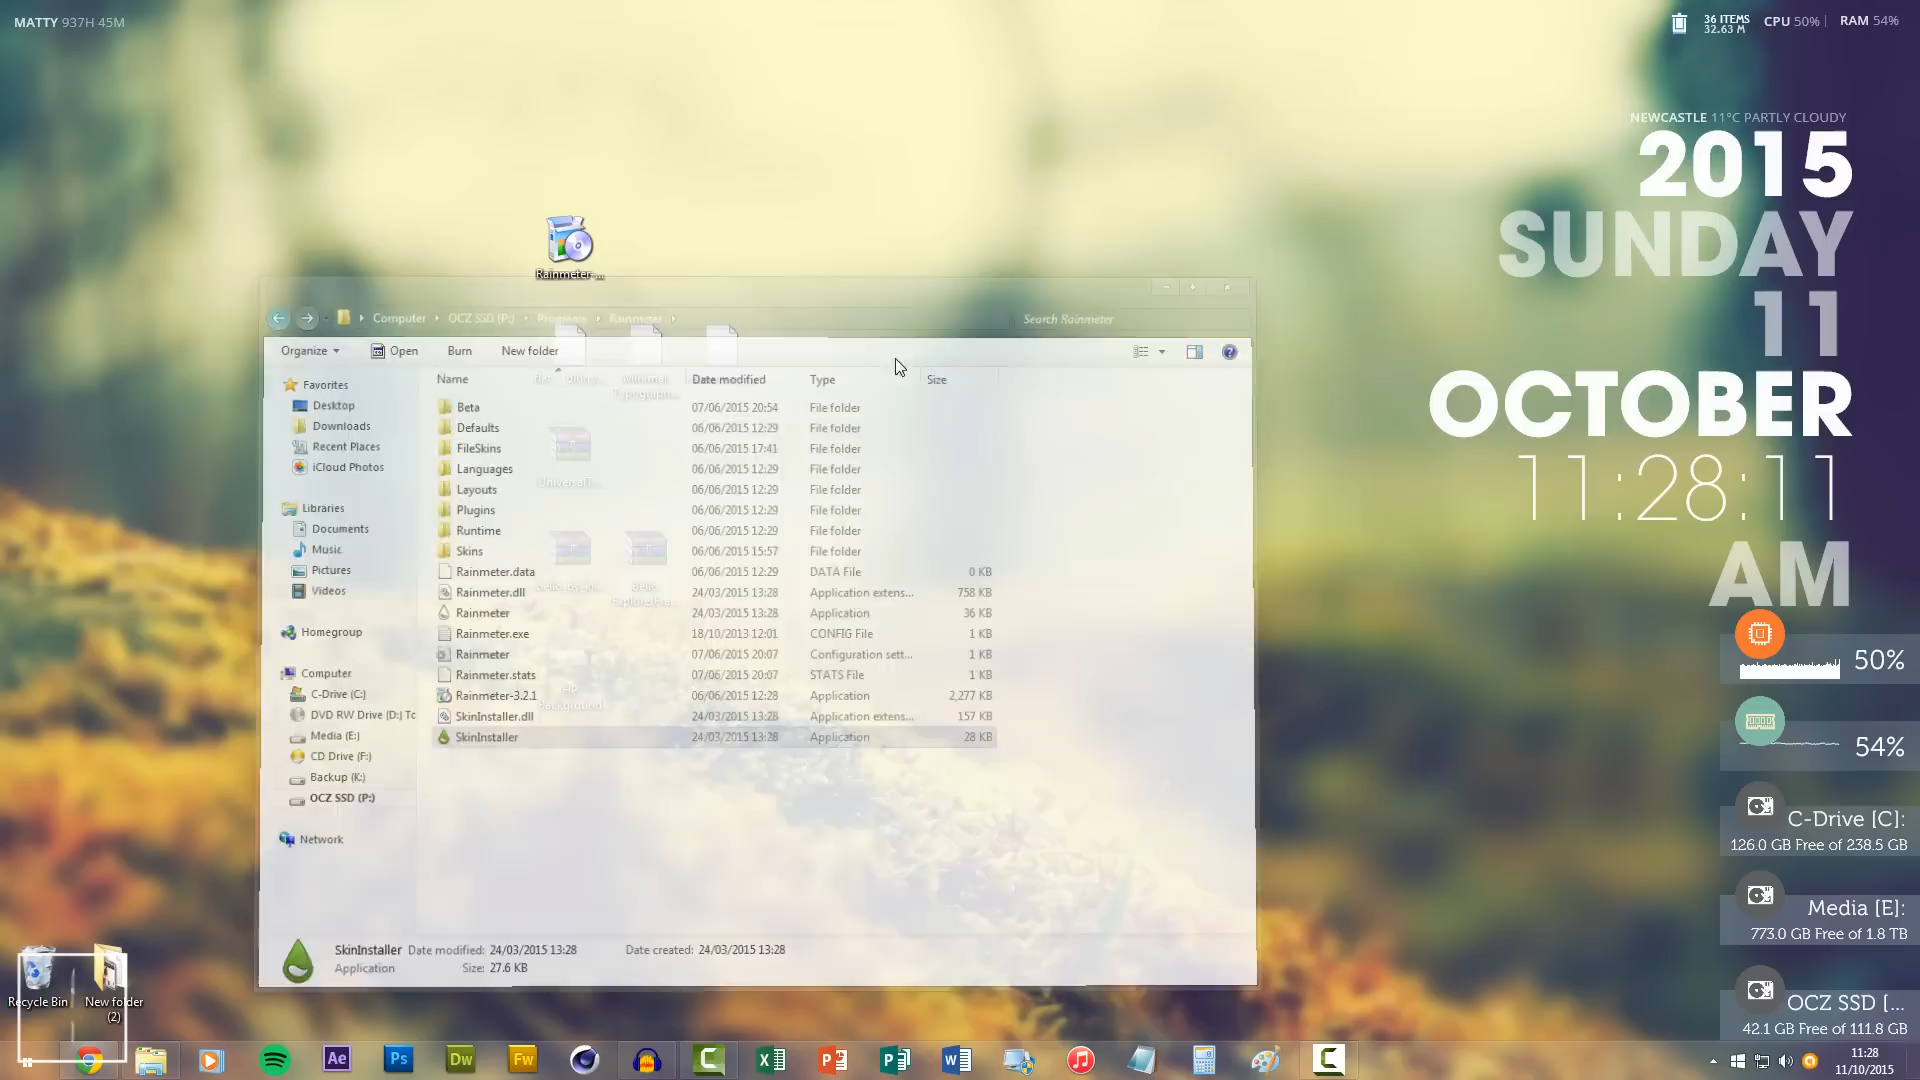 MATTY 937H 45M
36 ITEMS
32.63 M
CPU 50% | RAM 54%
NEWCASTLE 11°C PARTLY CLOUDY
2015
SUNDAY
11
OCTOBER
11:28:11
AM
50%
54%
C-Drive [C]:
126.0 GB Free of 238.5 GB
Media [E]:
773.0 GB Free of 1.8 TB
OCZ SSD [...
42.1 GB Free of 111.8 GB
Rainmeter-...
Computer OCZ SSD (P:) Programs Rainmeter
Search Rainmeter
Organize Open Burn New folder
Name Date modified Type Size
Favorites
Desktop
Downloads
Recent Places
iCloud Photos
Libraries
Documents
Music
Pictures
Videos
Homegroup
Computer
C-Drive (C:)
DVD RW Drive (D:) Tc
Media (E:)
CD Drive (F:)
Backup (K:)
OCZ SSD (P:)
Network
Beta 07/06/2015 20:54 File folder
Defaults 06/06/2015 12:29 File folder
FileSkins 06/06/2015 17:41 File folder
Languages 06/06/2015 12:29 File folder
Layouts 06/06/2015 12:29 File folder
Plugins 06/06/2015 12:29 File folder
Runtime 06/06/2015 12:29 File folder
Skins 06/06/2015 15:57 File folder
Rainmeter.data 06/06/2015 12:29 DATA File 0 KB
Rainmeter.dll 24/03/2015 13:28 Application extens... 758 KB
Rainmeter 24/03/2015 13:28 Application 36 KB
Rainmeter.exe 18/10/2013 12:01 CONFIG File 1 KB
Rainmeter 07/06/2015 20:07 Configuration sett... 1 KB
Rainmeter.stats 07/06/2015 20:07 STATS File 1 KB
Rainmeter-3.2.1 06/06/2015 12:28 Application 2,277 KB
SkinInstaller.dll 24/03/2015 13:28 Application extens... 157 KB
SkinInstaller 24/03/2015 13:28 Application 28 KB
Minimal
Background
SkinInstaller Date modified: 24/03/2015 13:28 Date created: 24/03/2015 13:28
Application Size: 27.6 KB
Recycle Bin
New folder
(2)
Ae
Ps
Dw
Fw
11:28
11/10/2015